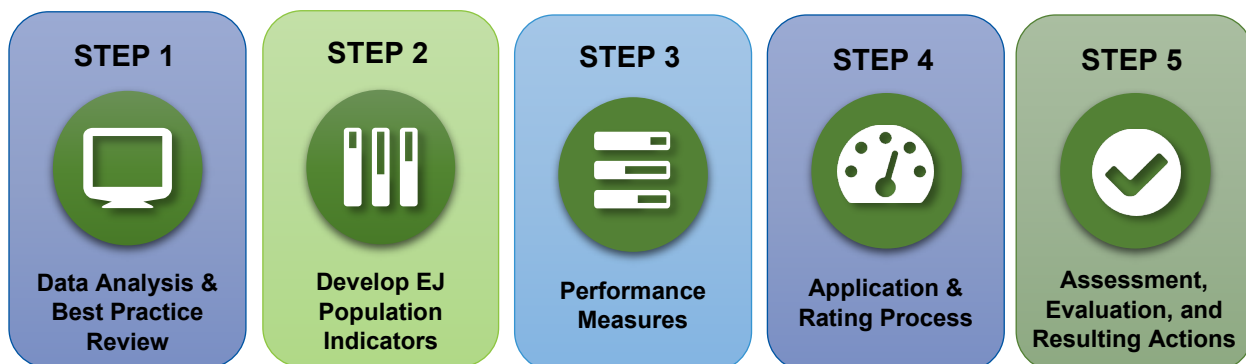 STEP 1
Data Analysis &
Best Practice
Review
STEP 2
Develop EJ
Population
Indicators
STEP 3
Performance
Measures
STEP 4
Application &
Rating Process
STEP 5
Assessment,
Evaluation, and
Resulting Actions